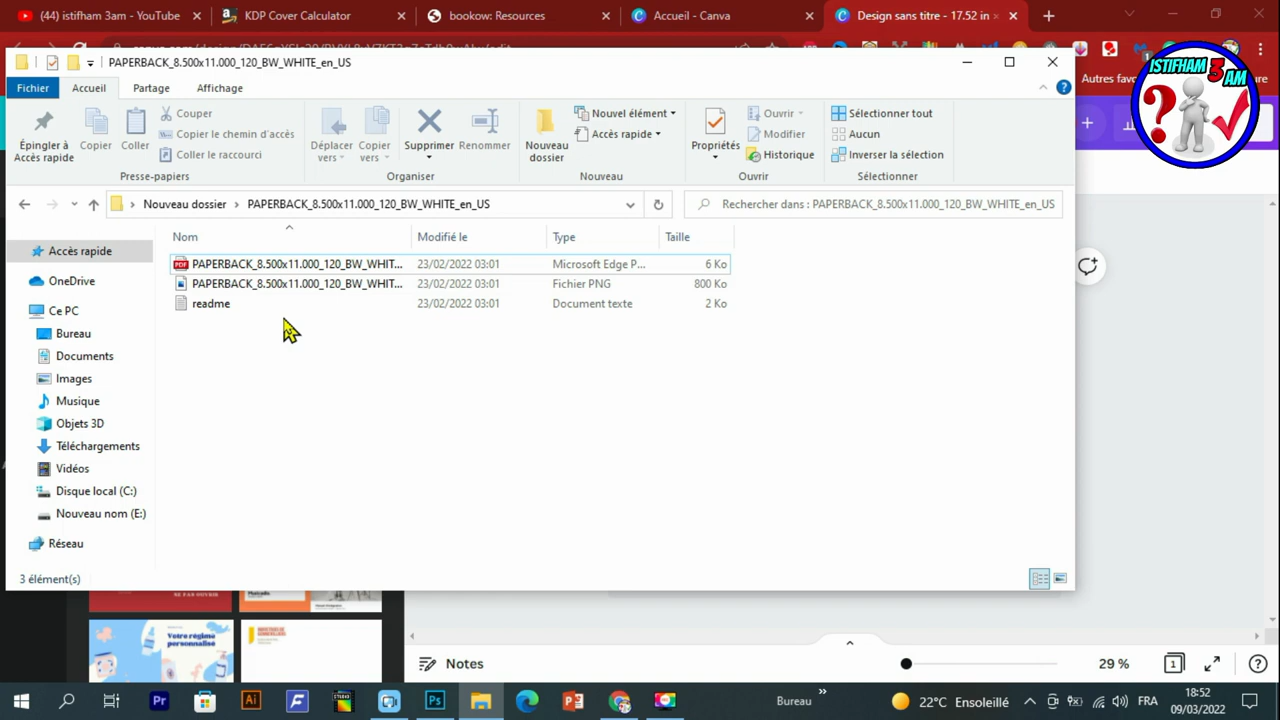 (44) istifham 3am - YouTube
KDP Cover Calculator
bookow: Resources
Accueil - Canva
Design sans titre - 17.52 in ×
PAPERBACK_8.500x11.000_120_BW_WHITE_en_US
Autres favoris
ISTIFHAM 3 AM
Fichier
Accueil
Partage
Affichage
Épingler à Accès rapide
Copier
Coller
Couper
Copier le chemin d'accès
Coller le raccourci
Presse-papiers
Déplacer vers
Copier vers
Supprimer
Renommer
Organiser
Nouveau dossier
Nouvel élément
Accès rapide
Nouveau
Propriétés
Ouvrir
Modifier
Historique
Ouvrir
Sélectionner tout
Aucun
Inverser la sélection
Sélectionner
Nouveau dossier
PAPERBACK_8.500x11.000_120_BW_WHITE_en_US
Rechercher dans : PAPERBACK_8.500x11.000_120_BW_WHITE_en_US
Nom Modifié le Type Taille
PAPERBACK_8.500x11.000_120_BW_WHIT... 23/02/2022 03:01 Microsoft Edge P... 6 Ko
PAPERBACK_8.500x11.000_120_BW_WHIT... 23/02/2022 03:01 Fichier PNG 800 Ko
readme 23/02/2022 03:01 Document texte 2 Ko
Accès rapide
OneDrive
Ce PC
Bureau
Documents
Images
Musique
Objets 3D
Téléchargements
Vidéos
Disque local (C:)
Nouveau nom (E:)
Réseau
3 élément(s)
Votre régime
personnalisé
Notes
29 %
1
Bureau
22°C Ensoleillé
FRA
18:52
09/03/2022